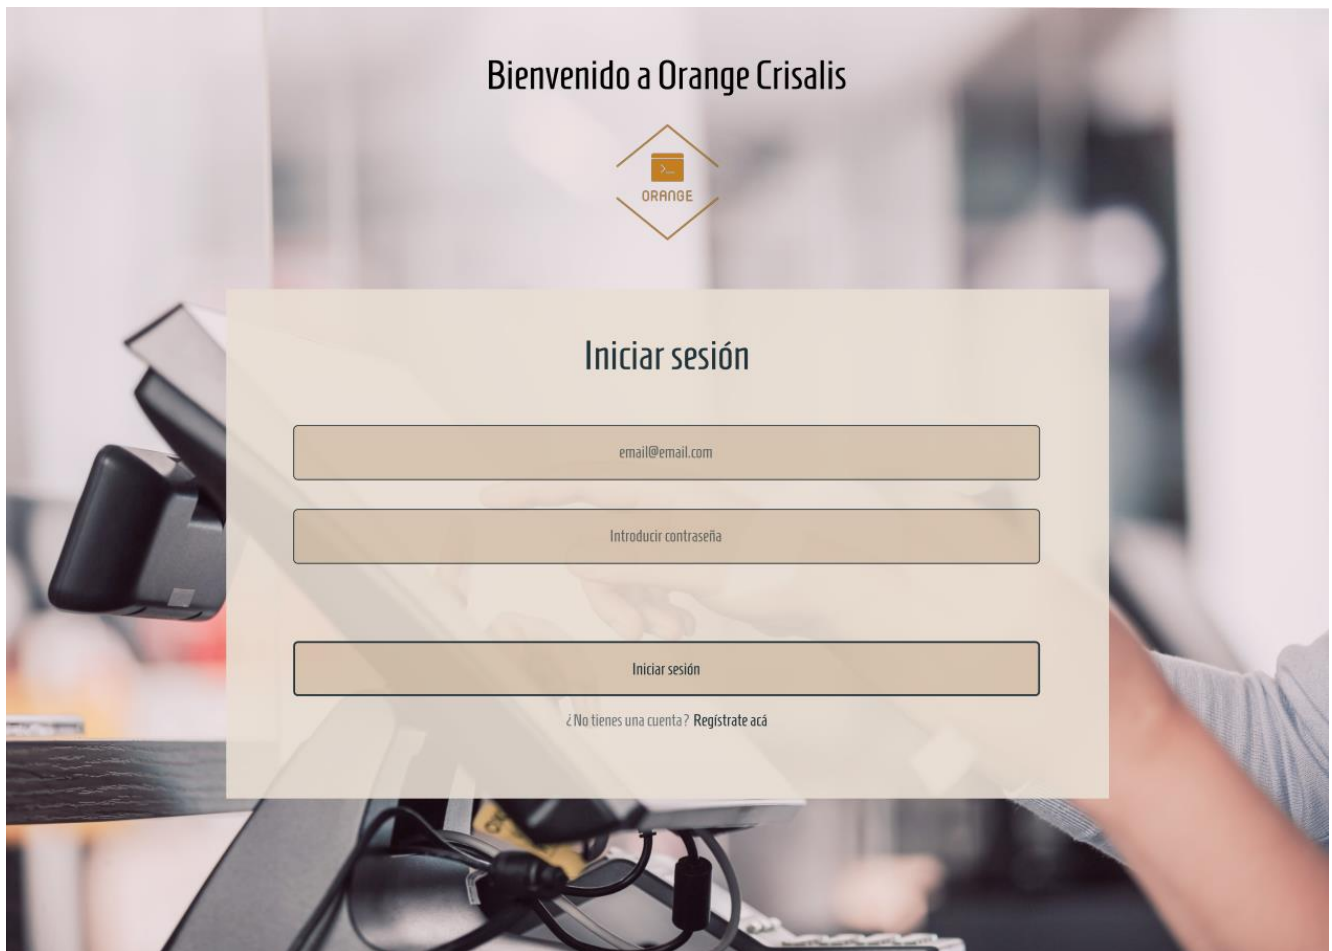 Bienvenido a Orange Crisalis
>_
ORANGE
Iniciar sesión
email@email.com
Introducir contraseña
Iniciar sesión
¿No tienes una cuenta? Regístrate acá